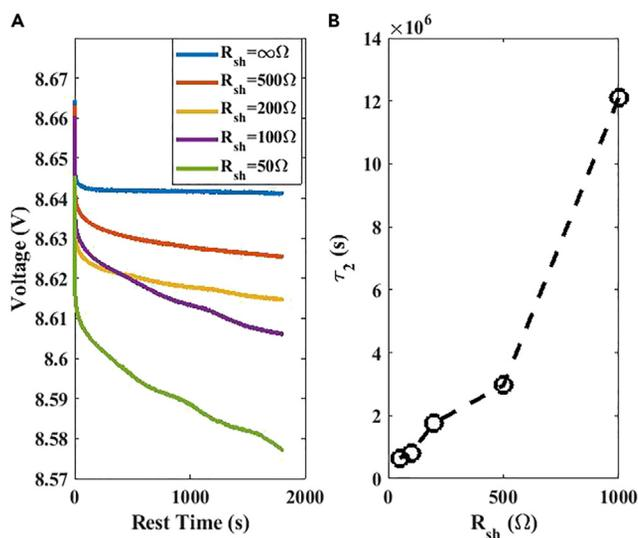 A
B
R_sh=∞Ω
R_sh=500Ω
R_sh=200Ω
R_sh=100Ω
R_sh=50Ω
8.67
8.66
8.65
8.64
8.63
8.62
8.61
8.6
8.59
8.58
8.57
Voltage (V)
0
1000
2000
Rest Time (s)
× 10^6
14
12
10
8
6
4
2
0
τ_2 (s)
0
500
1000
R_sh (Ω)